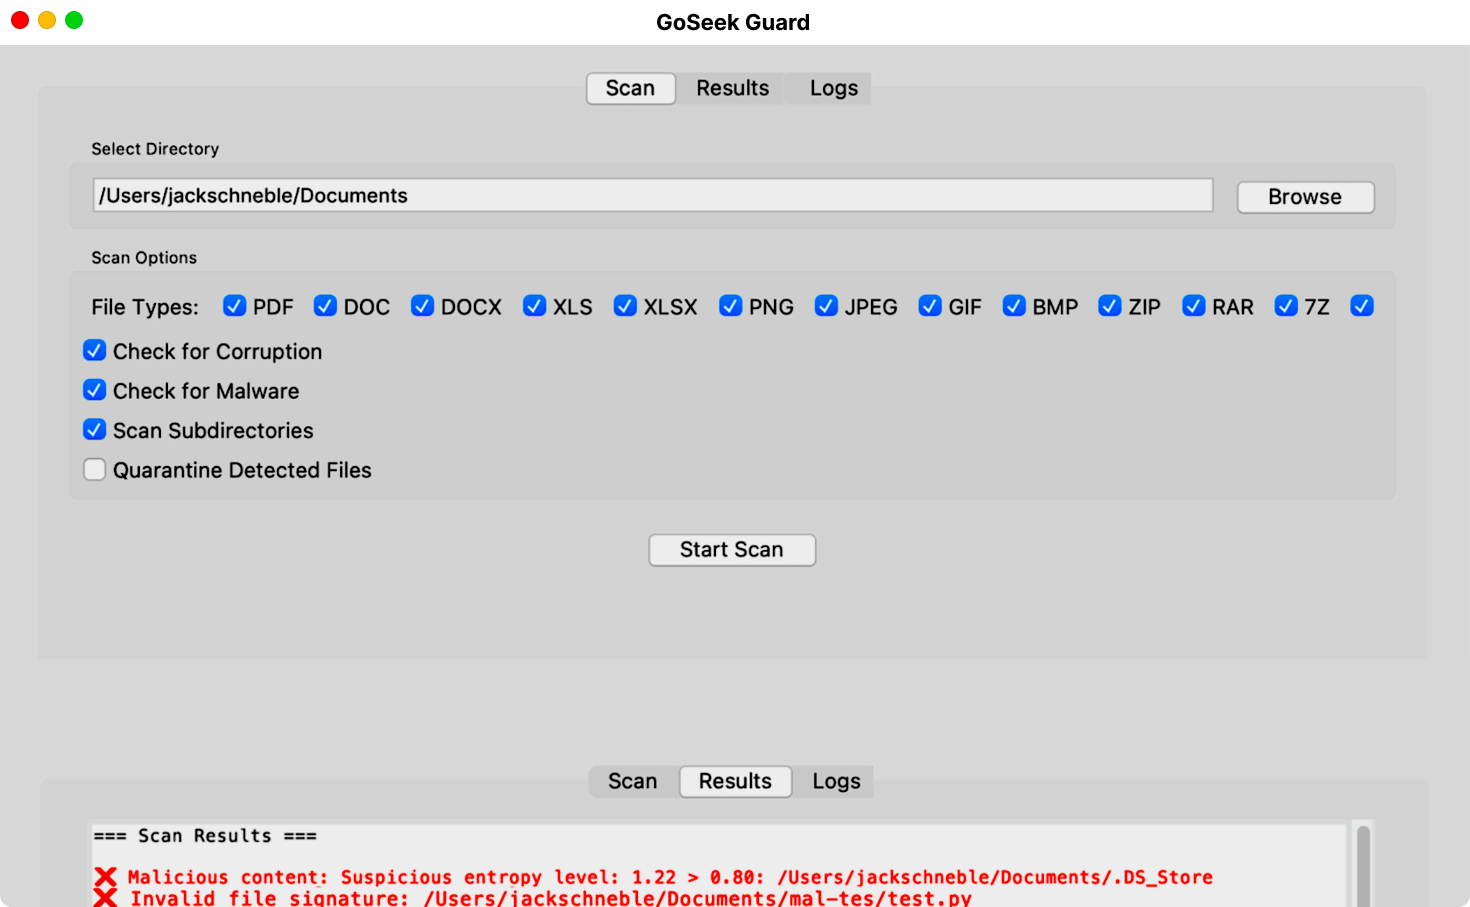 GoSeek Guard
Scan Results Logs
Select Directory
/Users/jackschneble/Documents Browse
Scan Options
File Types: PDF DOC DOCX XLS XLSX PNG JPEG GIF BMP ZIP RAR 7Z
Check for Corruption
Check for Malware
Scan Subdirectories
Quarantine Detected Files
Start Scan
Scan Results Logs
=== Scan Results ===
❌ Malicious content: Suspicious entropy level: 1.22 > 0.80: /Users/jackschneble/Documents/.DS_Store
❌ Invalid file signature: /Users/jackschneble/Documents/mal-tes/test.py